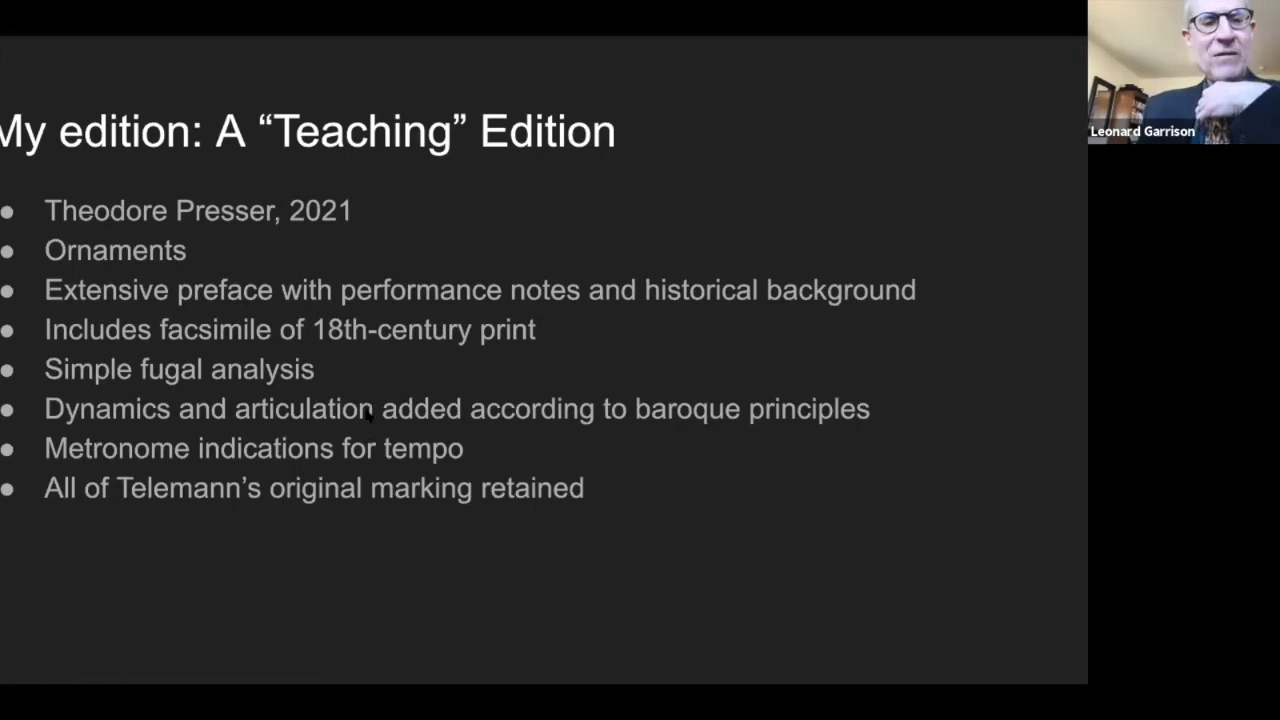 My edition: A “Teaching” Edition
● Theodore Presser, 2021
● Ornaments
● Extensive preface with performance notes and historical background
● Includes facsimile of 18th-century print
● Simple fugal analysis
● Dynamics and articulation added according to baroque principles
● Metronome indications for tempo
● All of Telemann’s original marking retained
Leonard Garrison